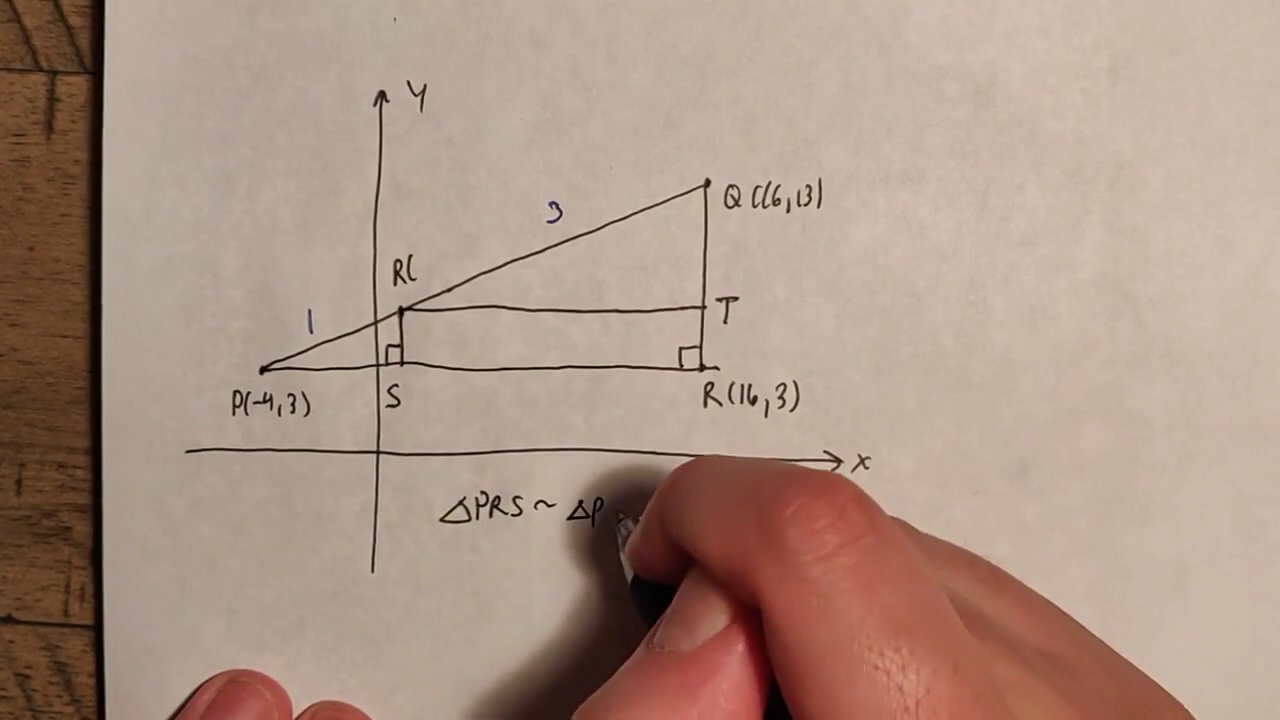 Y
Q(16,13)
3
R(
1
T
P(-4,3)
S
R(16,3)
x
△PRS ~ △P